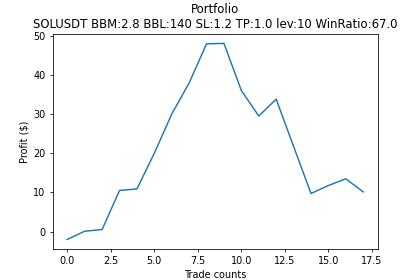 Portfolio
SOLUSDT BBM:2.8 BBL:140 SL:1.2 TP:1.0 lev:10 WinRatio:67.0
50
40
30
20
10
0
Profit ($)
0.0 2.5 5.0 7.5 10.0 12.5 15.0 17.5
Trade counts